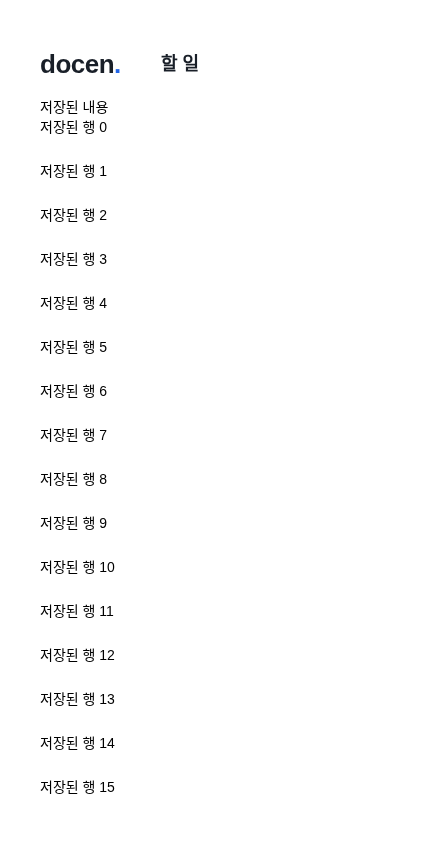 docen. 할 일
저장된 내용
저장된 행 0
저장된 행 1
저장된 행 2
저장된 행 3
저장된 행 4
저장된 행 5
저장된 행 6
저장된 행 7
저장된 행 8
저장된 행 9
저장된 행 10
저장된 행 11
저장된 행 12
저장된 행 13
저장된 행 14
저장된 행 15